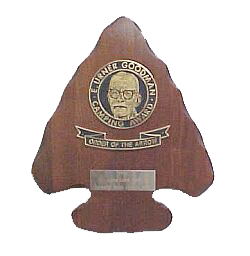 E. URNER GOODMAN
CAMPING AWARD
ORDER OF THE ARROW